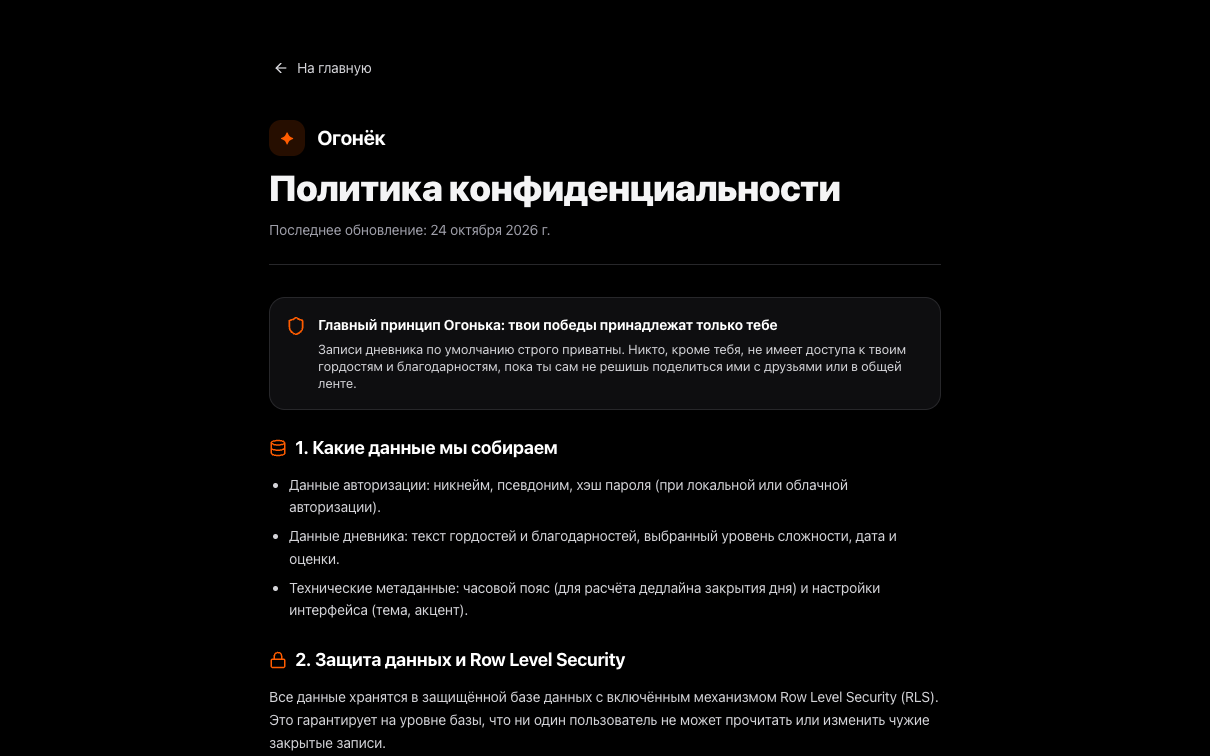 На главную
Огонёк
Политика конфиденциальности
Последнее обновление: 24 октября 2026 г.
Главный принцип Огонька: твои победы принадлежат только тебе
Записи дневника по умолчанию строго приватны. Никто, кроме тебя, не имеет доступа к твоим
гордостям и благодарностям, пока ты сам не решишь поделиться ими с друзьями или в общей
ленте.
1. Какие данные мы собираем
Данные авторизации: никнейм, псевдоним, хэш пароля (при локальной или облачной
авторизации).
Данные дневника: текст гордостей и благодарностей, выбранный уровень сложности, дата и
оценки.
Технические метаданные: часовой пояс (для расчёта дедлайна закрытия дня) и настройки
интерфейса (тема, акцент).
2. Защита данных и Row Level Security
Все данные хранятся в защищённой базе данных с включённым механизмом Row Level Security (RLS).
Это гарантирует на уровне базы, что ни один пользователь не может прочитать или изменить чужие
закрытые записи.